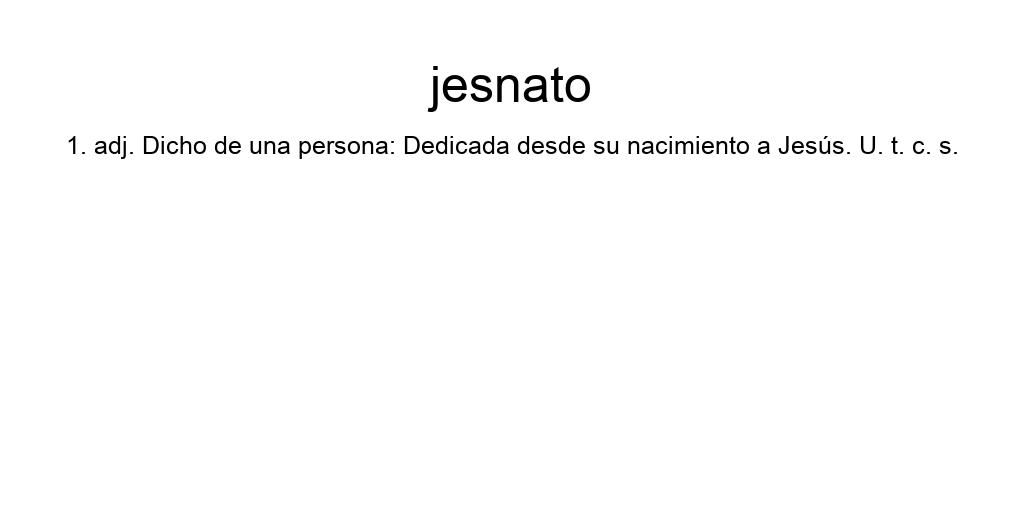 jesnato
1. adj. Dicho de una persona: Dedicada desde su nacimiento a Jesús. U. t. c. s.